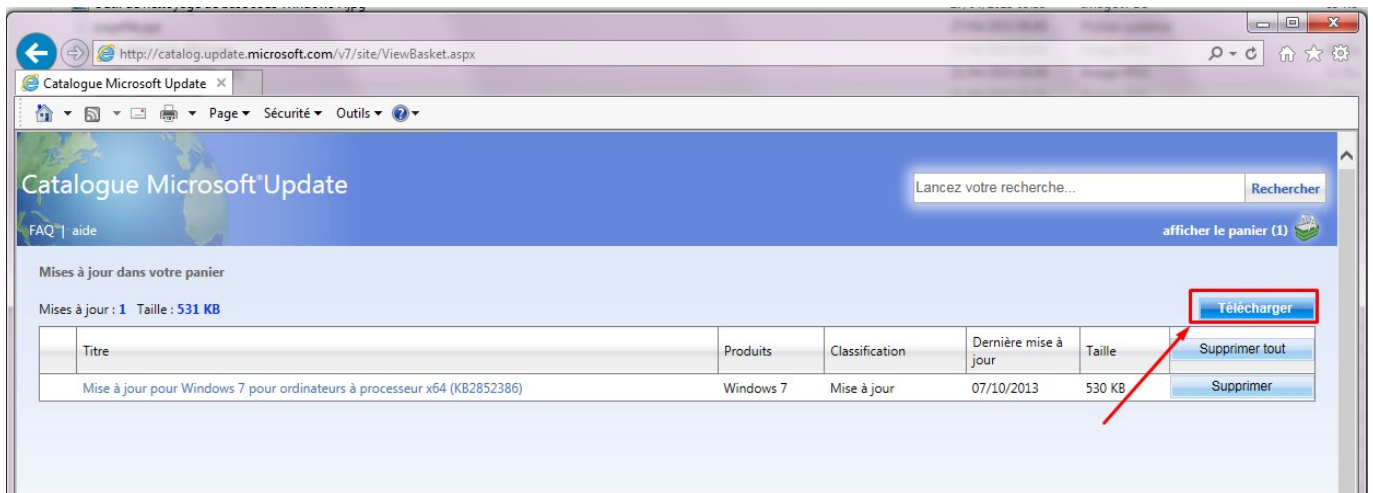 http://catalog.update.microsoft.com/v7/site/ViewBasket.aspx
Catalogue Microsoft Update
Page Sécurité Outils
Catalogue Microsoft®Update
Lancez votre recherche... Rechercher
FAQ | aide afficher le panier (1)
Mises à jour dans votre panier
Mises à jour : 1 Taille : 531 KB Télécharger
Titre Produits Classification Dernière mise à jour Taille Supprimer tout
Mise à jour pour Windows 7 pour ordinateurs à processeur x64 (KB2852386) Windows 7 Mise à jour 07/10/2013 530 KB Supprimer